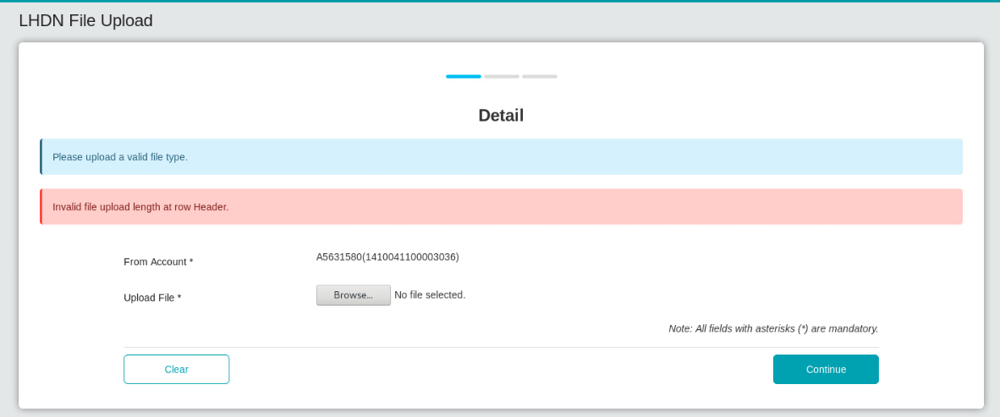 LHDN File Upload
Detail
Please upload a valid file type.
Invalid file upload length at row Header.
From Account * A5631580(1410041100003036)
Upload File * Browse... No file selected.
Note: All fields with asterisks (*) are mandatory.
Clear Continue